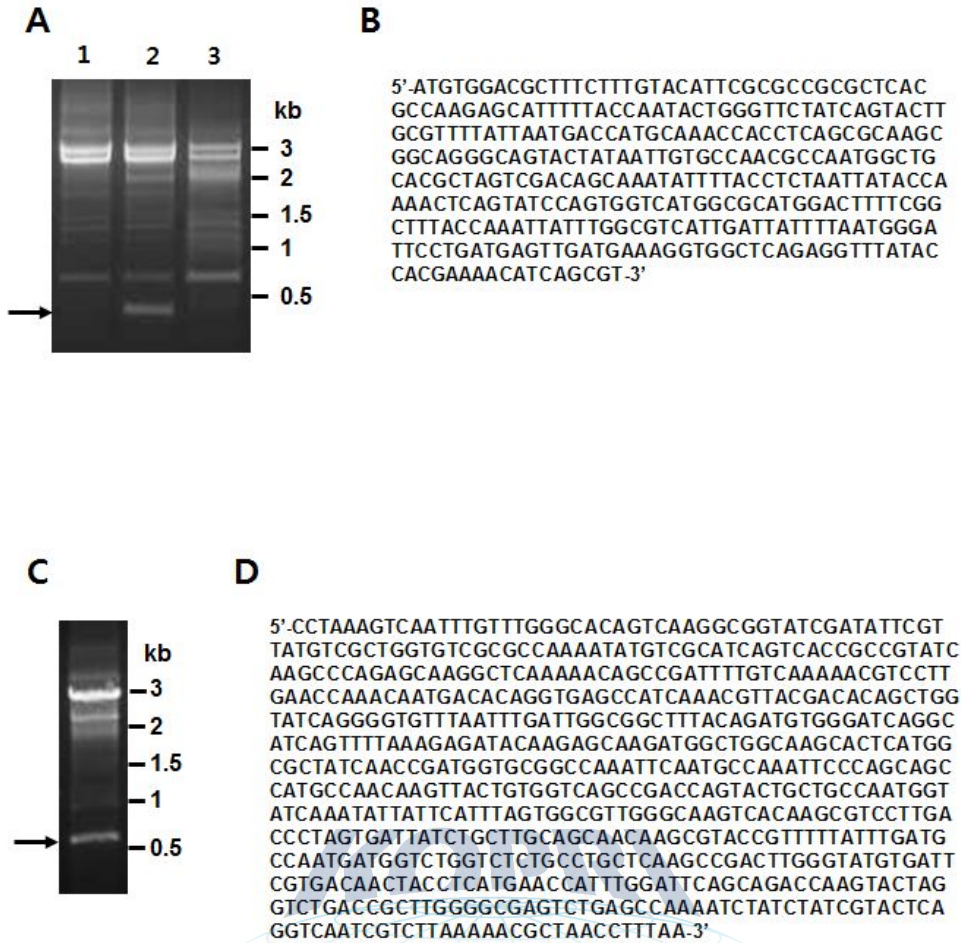 A
B
1 2 3
kb
3
2
1.5
1
0.5
5'-ATGTGGACGCTTTCTTTGTACATTCGCGCCGCGCTCAC
GCCAAGAGCATTTTTACCAATACTGGGTTCTATCAGTACTT
GCGTTTTATTAATGACCATGCAAACCACCTCAGCGCAAGC
GGCAGGGCAGTACTATAATTGTGCCAACGCCAATGGCTG
CACGCTAGTCGACAGCAAATATTTTACCTCTAATTATACCA
AAACTCAGTATCCAGTGGTCATGGCGCATGGACTTTTCGG
CTTTACCAAATTATTTGGCGTCATTGATTATTTTAATGGGA
TTCCTGATGAGTTGATGAAAGGTGGCTCAGAGGTTTATAC
CACGAAAACATCAGCGT-3'
C
D
kb
3
2
1.5
1
0.5
5'-CCTAAAGTCAATTTGTTTGGGCACAGTCAAGGCGGTATCGATATTCGT
TATGTCGCTGGTGTCGCGCCAAAATATGTCGCATCAGTCACCGCCGTATC
AAGCCCAGAGCAAGGCTCAAAAACAGCCGATTTTGTCAAAAACGTCCTT
GAACCAAACAATGACACAGGTGAGCCATCAAACGTTACGACACAGCTGG
TATCAGGGGTGTTTAATTTGATTGGCGGCTTTACAGATGTGGGATCAGGC
ATCAGTTTTAAAGAGATACAAGAGCAAGATGGCTGGCAAGCACTCATGG
CGCTATCAACCGATGGTGCGGCCAAATTCAATGCCAAATTCCCAGCAGC
CATGCCAACAAGTTACTGTGGTCAGCCGACCAGTACTGCTGCCAATGGT
ATCAAATATTATTCATTTAGTGGCGTTGGGCAAGTCACAAGCGTCCTTGA
CCCTAGTGATTATCTGCTTGCAGCAACAAGCGTACCGTTTTTATTTGATG
CCAATGATGGTCTGGTCTCTGCCTGCTCAAGCCGACTTGGGTATGTGATT
CGTGACAACTACCTCATGAACCATTTGGATTCAGCAGACCAAGTACTAG
GTCTGACCGCTTGGGGCGAGTCTGAGCCAAAATCTATCTATCGTACTCA
GGTCAATCGTCTTAAAAACGCTAACCTTTAA-3'
KOPRI